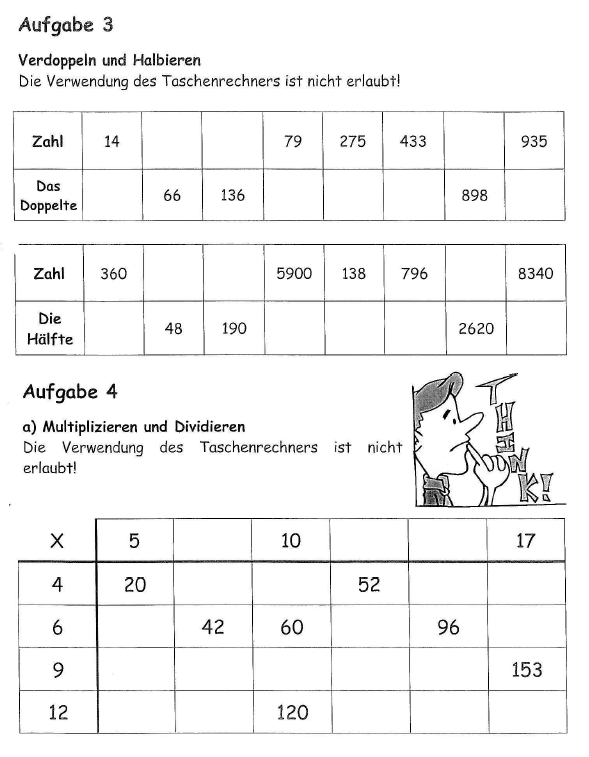 Aufgabe 3
Verdoppeln und Halbieren
Die Verwendung des Taschenrechners ist nicht erlaubt!
Zahl 14 79 275 433 935
Das Doppelte 66 136 898
Zahl 360 5900 138 796 8340
Die Hälfte 48 190 2620
Aufgabe 4
a) Multiplizieren und Dividieren
Die Verwendung des Taschenrechners ist nicht
erlaubt!
THINK!
X 5 10 17
4 20 52
6 42 60 96
9 153
12 120